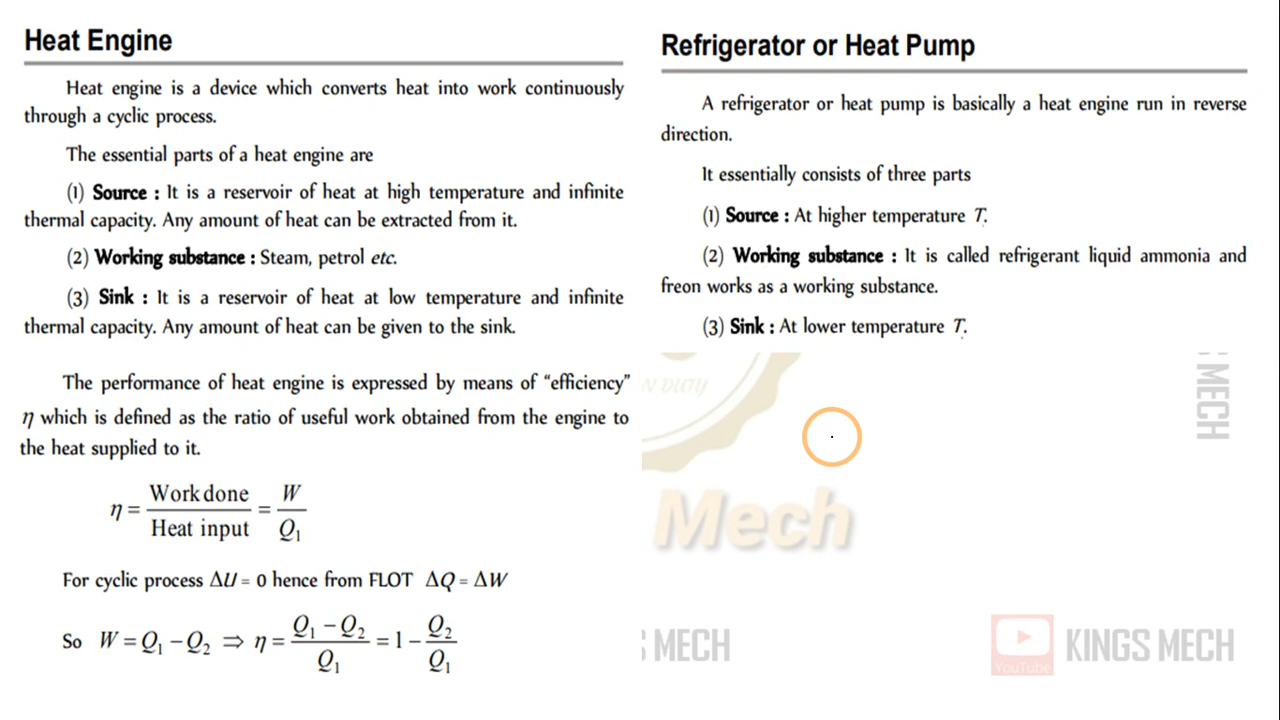 Heat Engine
Heat engine is a device which converts heat into work continuously
through a cyclic process.
The essential parts of a heat engine are
(1) Source : It is a reservoir of heat at high temperature and infinite
thermal capacity. Any amount of heat can be extracted from it.
(2) Working substance : Steam, petrol etc.
(3) Sink : It is a reservoir of heat at low temperature and infinite
thermal capacity. Any amount of heat can be given to the sink.
The performance of heat engine is expressed by means of “efficiency”
η which is defined as the ratio of useful work obtained from the engine to
the heat supplied to it.
η = Work done / Heat input = W / Q₁
For cyclic process ΔU = 0 hence from FLOT ΔQ = ΔW
So W = Q₁ − Q₂ ⇒ η = (Q₁ − Q₂) / Q₁ = 1 − Q₂ / Q₁
Refrigerator or Heat Pump
A refrigerator or heat pump is basically a heat engine run in reverse
direction.
It essentially consists of three parts
(1) Source : At higher temperature T.
(2) Working substance : It is called refrigerant liquid ammonia and
freon works as a working substance.
(3) Sink : At lower temperature T.
N DUTY
MECH
Mech
MECH
YouTube
KINGS MECH